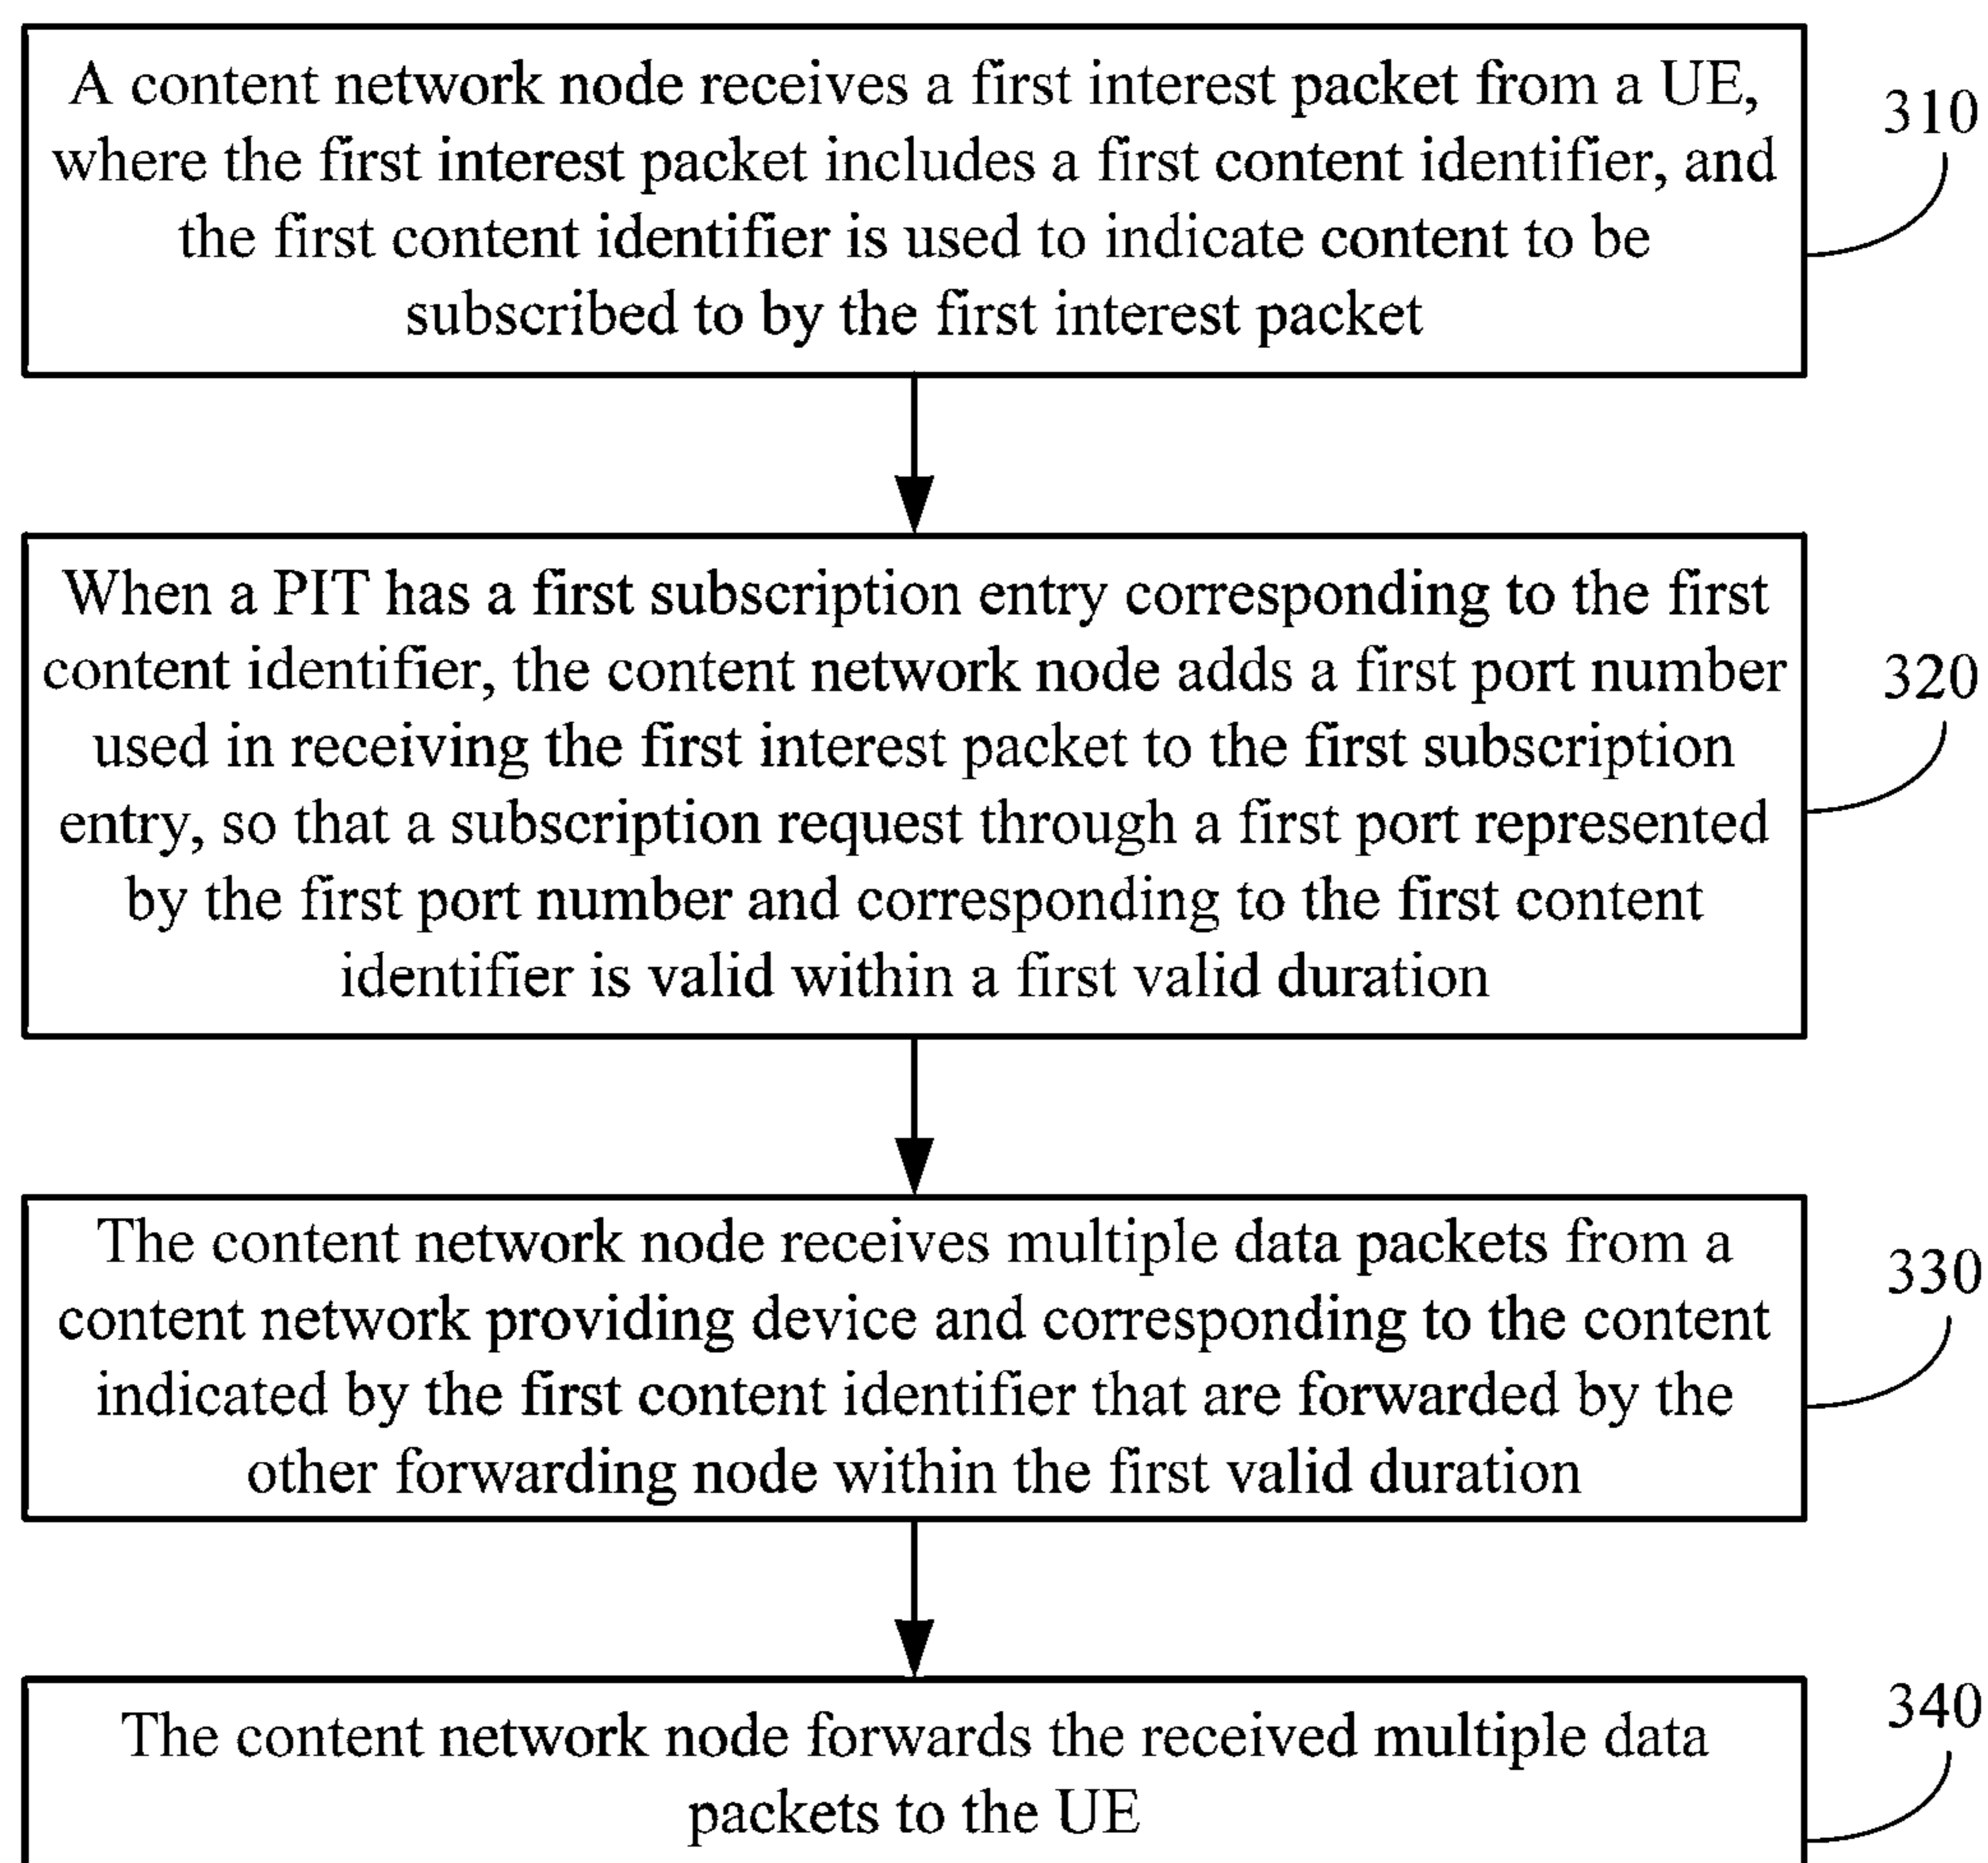 A content network node receives a first interest packet from a UE,
where the first interest packet includes a first content identifier, and
the first content identifier is used to indicate content to be
subscribed to by the first interest packet
310
When a PIT has a first subscription entry corresponding to the first
content identifier, the content network node adds a first port number
used in receiving the first interest packet to the first subscription
entry, so that a subscription request through a first port represented
by the first port number and corresponding to the first content
identifier is valid within a first valid duration
320
The content network node receives multiple data packets from a
content network providing device and corresponding to the content
indicated by the first content identifier that are forwarded by the
other forwarding node within the first valid duration
330
The content network node forwards the received multiple data
packets to the UE
340